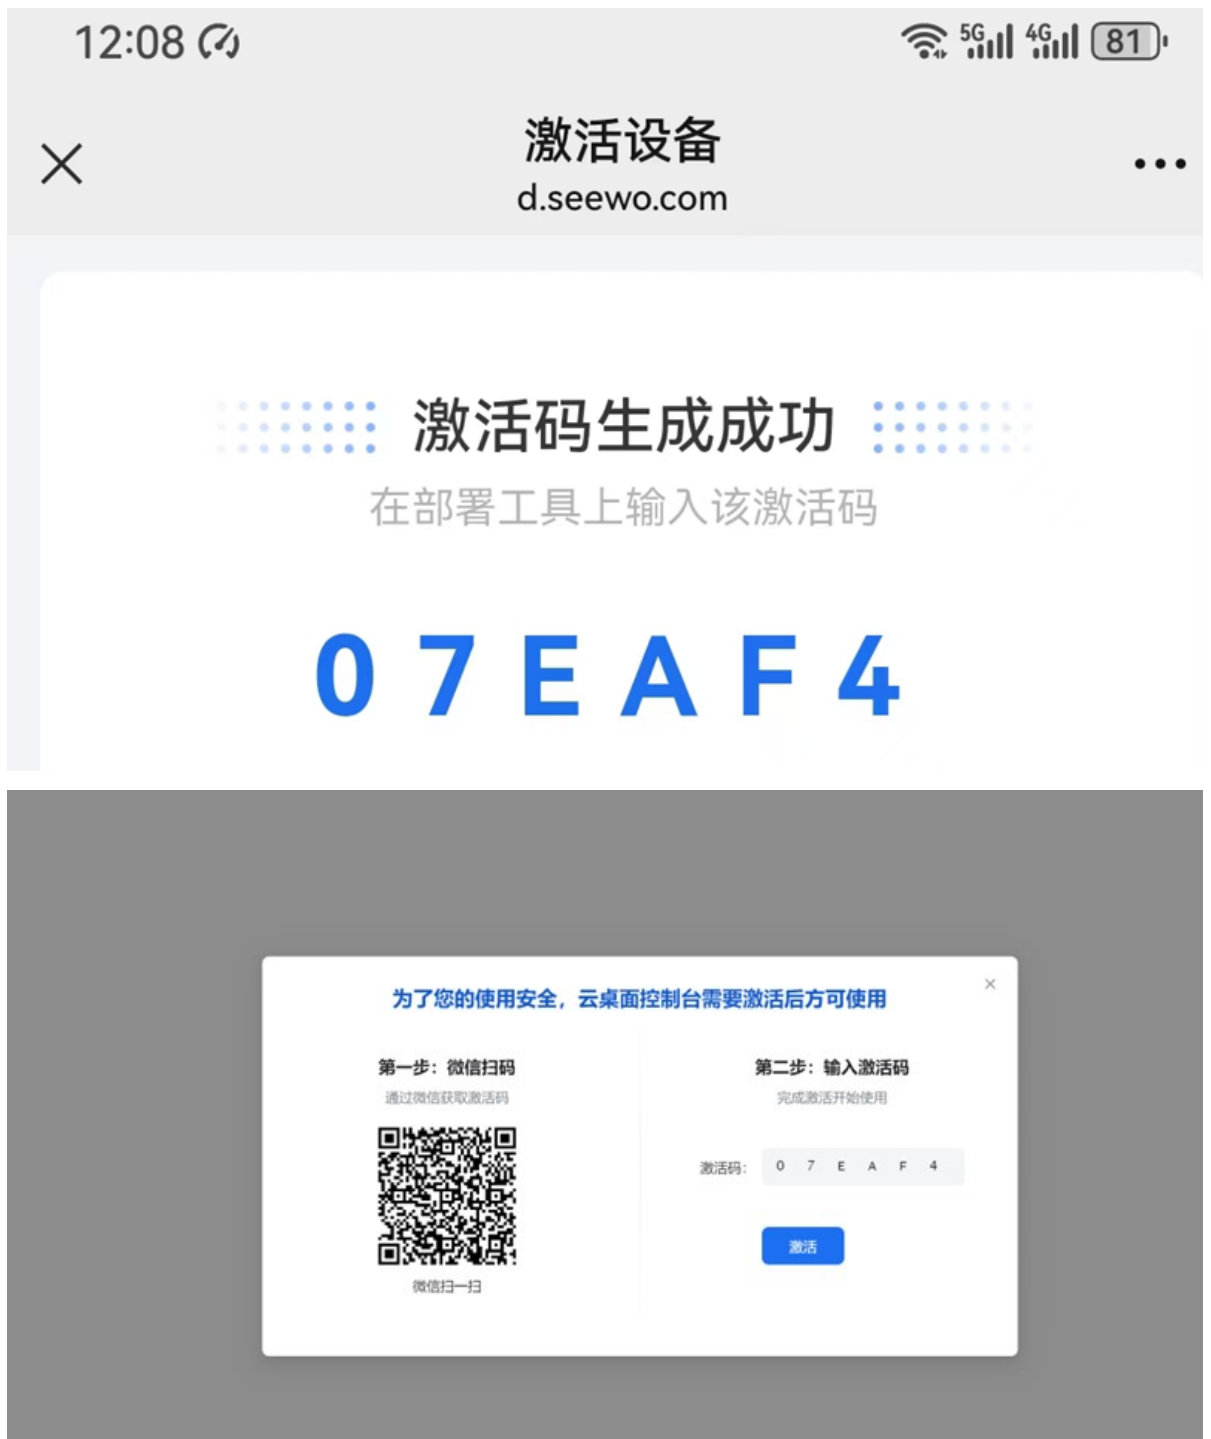 12:08 5G 4G 81
激活设备
d.seewo.com
激活码生成成功
在部署工具上输入该激活码
07EAF4
为了您的使用安全，云桌面控制台需要激活后方可使用
第一步：微信扫码
通过微信获取激活码
微信扫一扫
第二步：输入激活码
完成激活开始使用
激活码： 0 7 E A F 4
激活